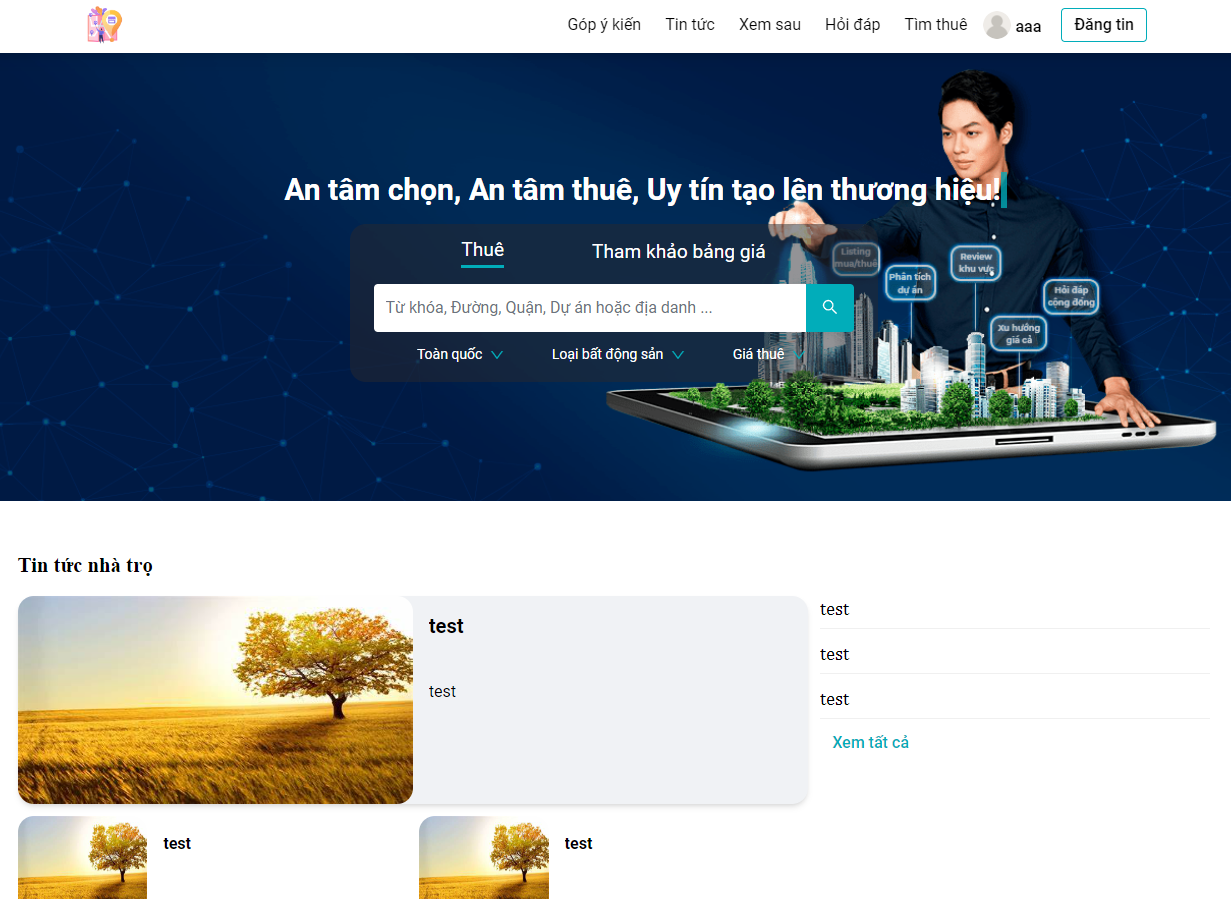 Góp ý kiến Tin tức Xem sau Hỏi đáp Tìm thuê aaa Đăng tin
An tâm chọn, An tâm thuê, Uy tín tạo lên thương hiệu!
Thuê Tham khảo bảng giá
Listing
mua/thuê
Phân tích
dự án
Review
khu vực
Hỏi đáp
cộng đồng
Xu hướng
giá cả
Từ khóa, Đường, Quận, Dự án hoặc địa danh ...
Toàn quốc Loại bất động sản Giá thuê
Tin tức nhà trọ
test
test
test
test
test
Xem tất cả
test
test